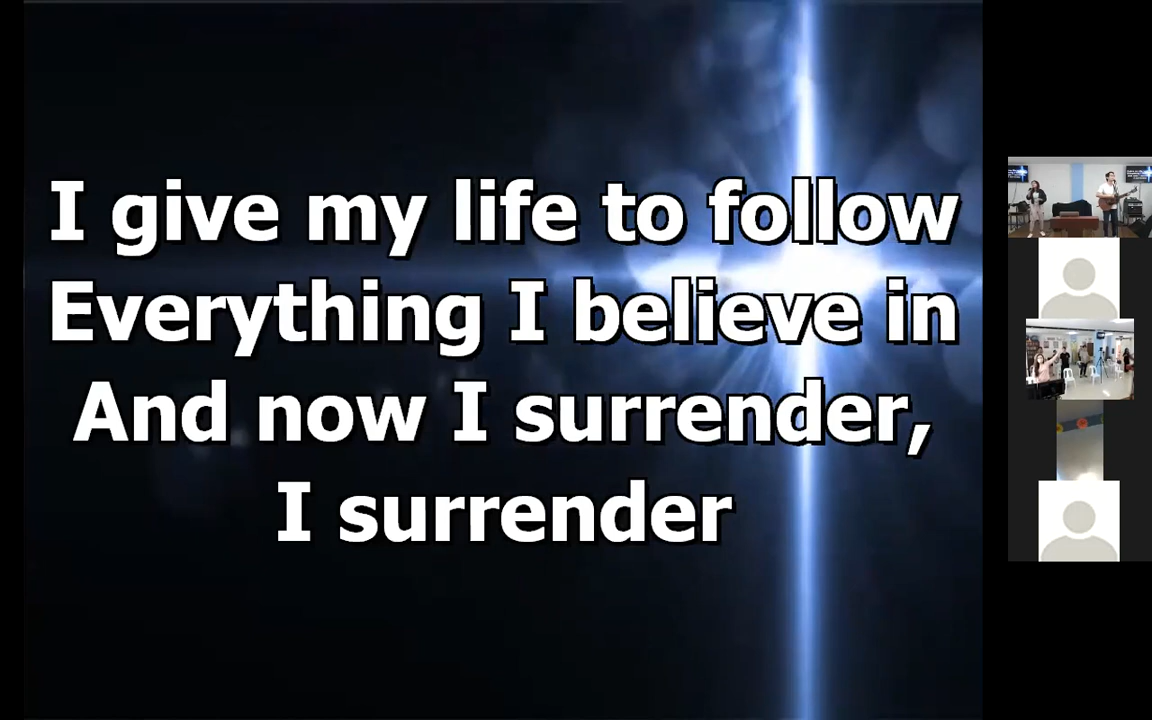 I give my life to follow
Everything I believe in
And now I surrender,
I surrender